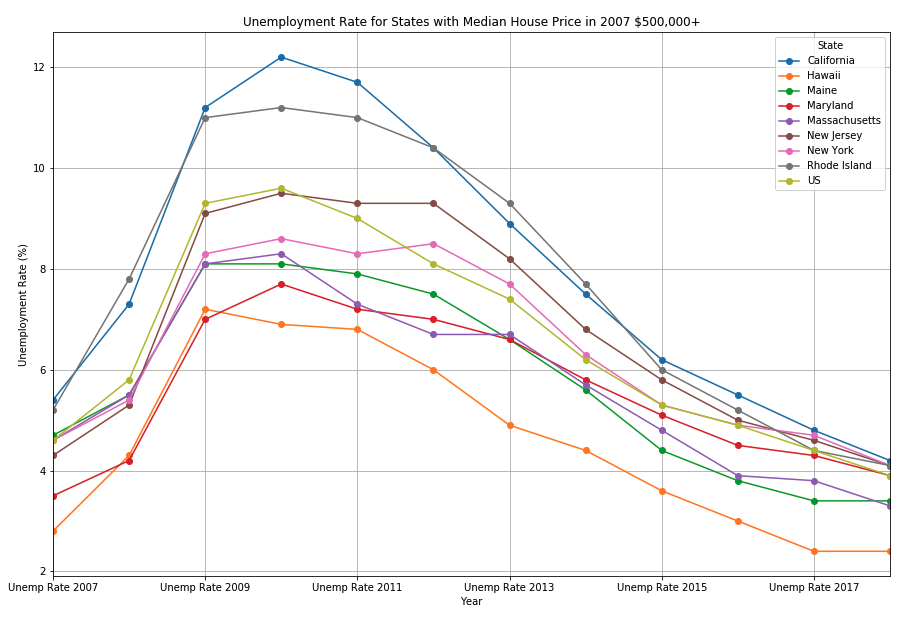 Unemployment Rate for States with Median House Price in 2007 $500,000+
State
California
Hawaii
Maine
Maryland
Massachusetts
New Jersey
New York
Rhode Island
US
Unemployment Rate (%)
12
10
8
6
4
2
Unemp Rate 2007 Unemp Rate 2009 Unemp Rate 2011 Unemp Rate 2013 Unemp Rate 2015 Unemp Rate 2017
Year